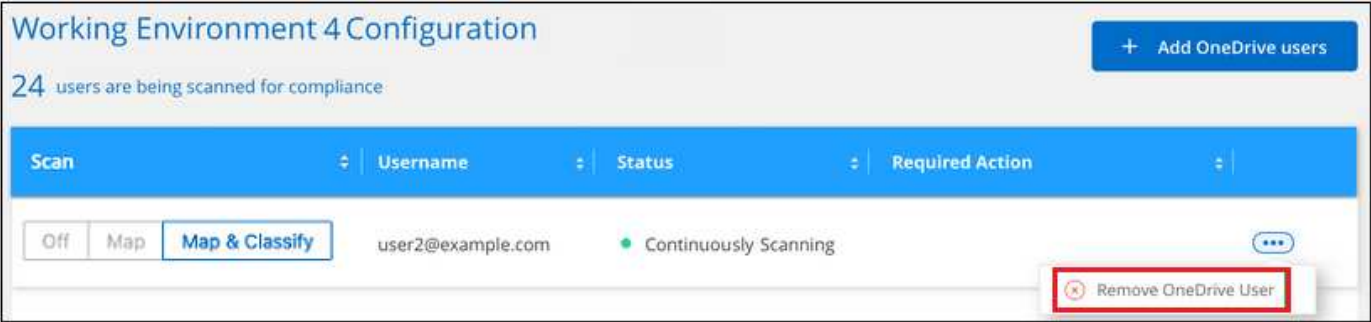 Working Environment 4 Configuration
+ Add OneDrive users
24 users are being scanned for compliance
Scan Username Status Required Action
Off Map Map & Classify user2@example.com Continuously Scanning
Remove OneDrive User